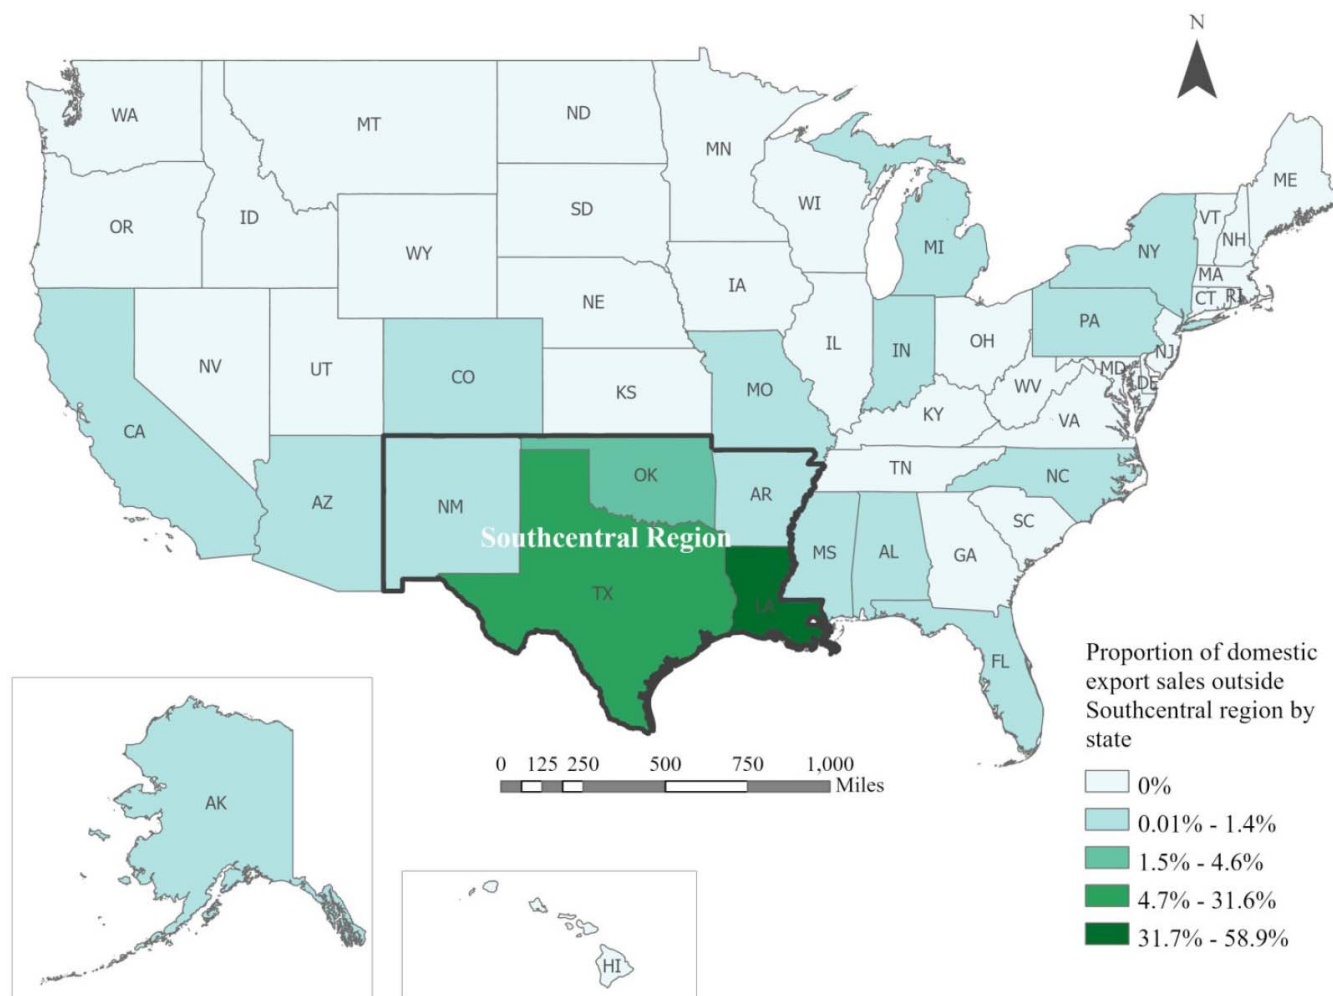 N
WA
MT
ND
MN
ME
OR
ID
SD
WI
VT
NH
WY
MI
NY
MA
IA
NE
CT
RI
PA
IL
IN
OH
NJ
NV
UT
CO
KS
MO
MD
DE
WV
KY
VA
CA
TN
NC
AZ
NM
OK
AR
SC
Southcentral Region
MS
AL
GA
TX
LA
FL
Proportion of domestic
export sales outside
Southcentral region by
state
0%
0.01% - 1.4%
1.5% - 4.6%
4.7% - 31.6%
31.7% - 58.9%
0 125 250 500 750 1,000
Miles
AK
HI